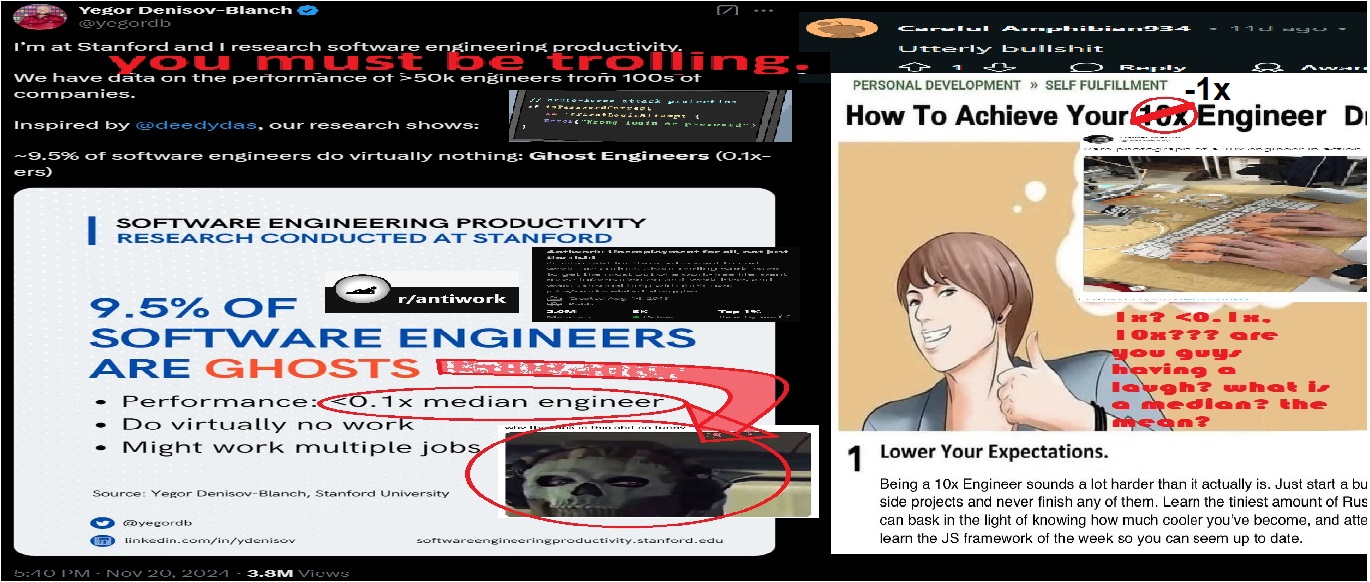 Yegor Denisov-Blanch
@yegordb
I'm at Stanford and I research software engineering productivity.
you must be trolling.
We have data on the performance of >50k engineers from 100s of
companies.
Inspired by @deedydas, our research shows:
~9.5% of software engineers do virtually nothing: Ghost Engineers (0.1x-
ers)
SOFTWARE ENGINEERING PRODUCTIVITY
RESEARCH CONDUCTED AT STANFORD
r/antiwork
9.5% OF
SOFTWARE ENGINEERS
ARE GHOSTS
• Performance: <0.1x median engineer
• Do virtually no work
• Might work multiple jobs
Source: Yegor Denisov-Blanch, Stanford University
@yegordb
linkedin.com/in/ydenisov
softwareengineeringproductivity.stanford.edu
5:40 PM · Nov 20, 2024 · 3.8M Views
Careful_Amphibian934 • 11d ago •
Utterly bullshit
1 Reply Awar
PERSONAL DEVELOPMENT » SELF FULFILLMENT
-1x
How To Achieve Your 10x Engineer Dr
1x? <0.1x,
10x??? are
you guys
having a
laugh? what is
a median? the
mean?
1 Lower Your Expectations.
Being a 10x Engineer sounds a lot harder than it actually is. Just start a bu
side projects and never finish any of them. Learn the tiniest amount of Rus
can bask in the light of knowing how much cooler you've become, and atte
learn the JS framework of the week so you can seem up to date.